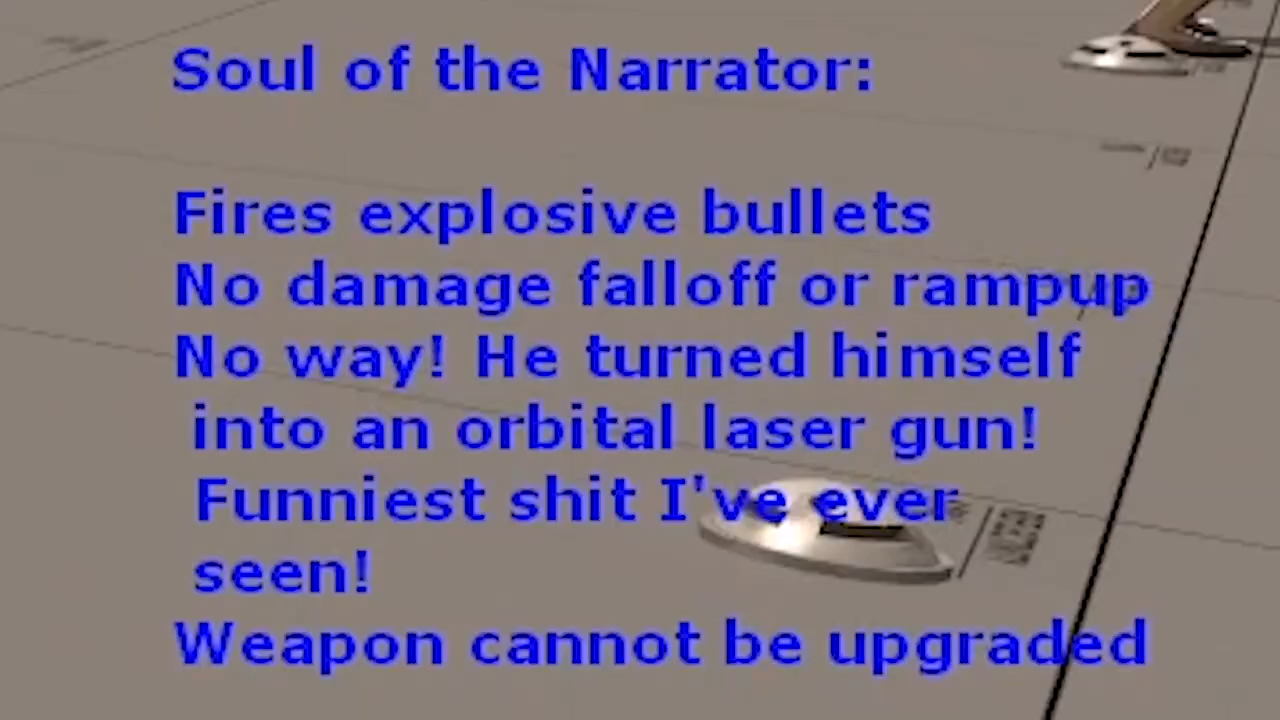 Soul of the Narrator:
Fires explosive bullets
No damage falloff or rampup
No way! He turned himself
into an orbital laser gun!
Funniest shit I've ever
seen!
Weapon cannot be upgraded